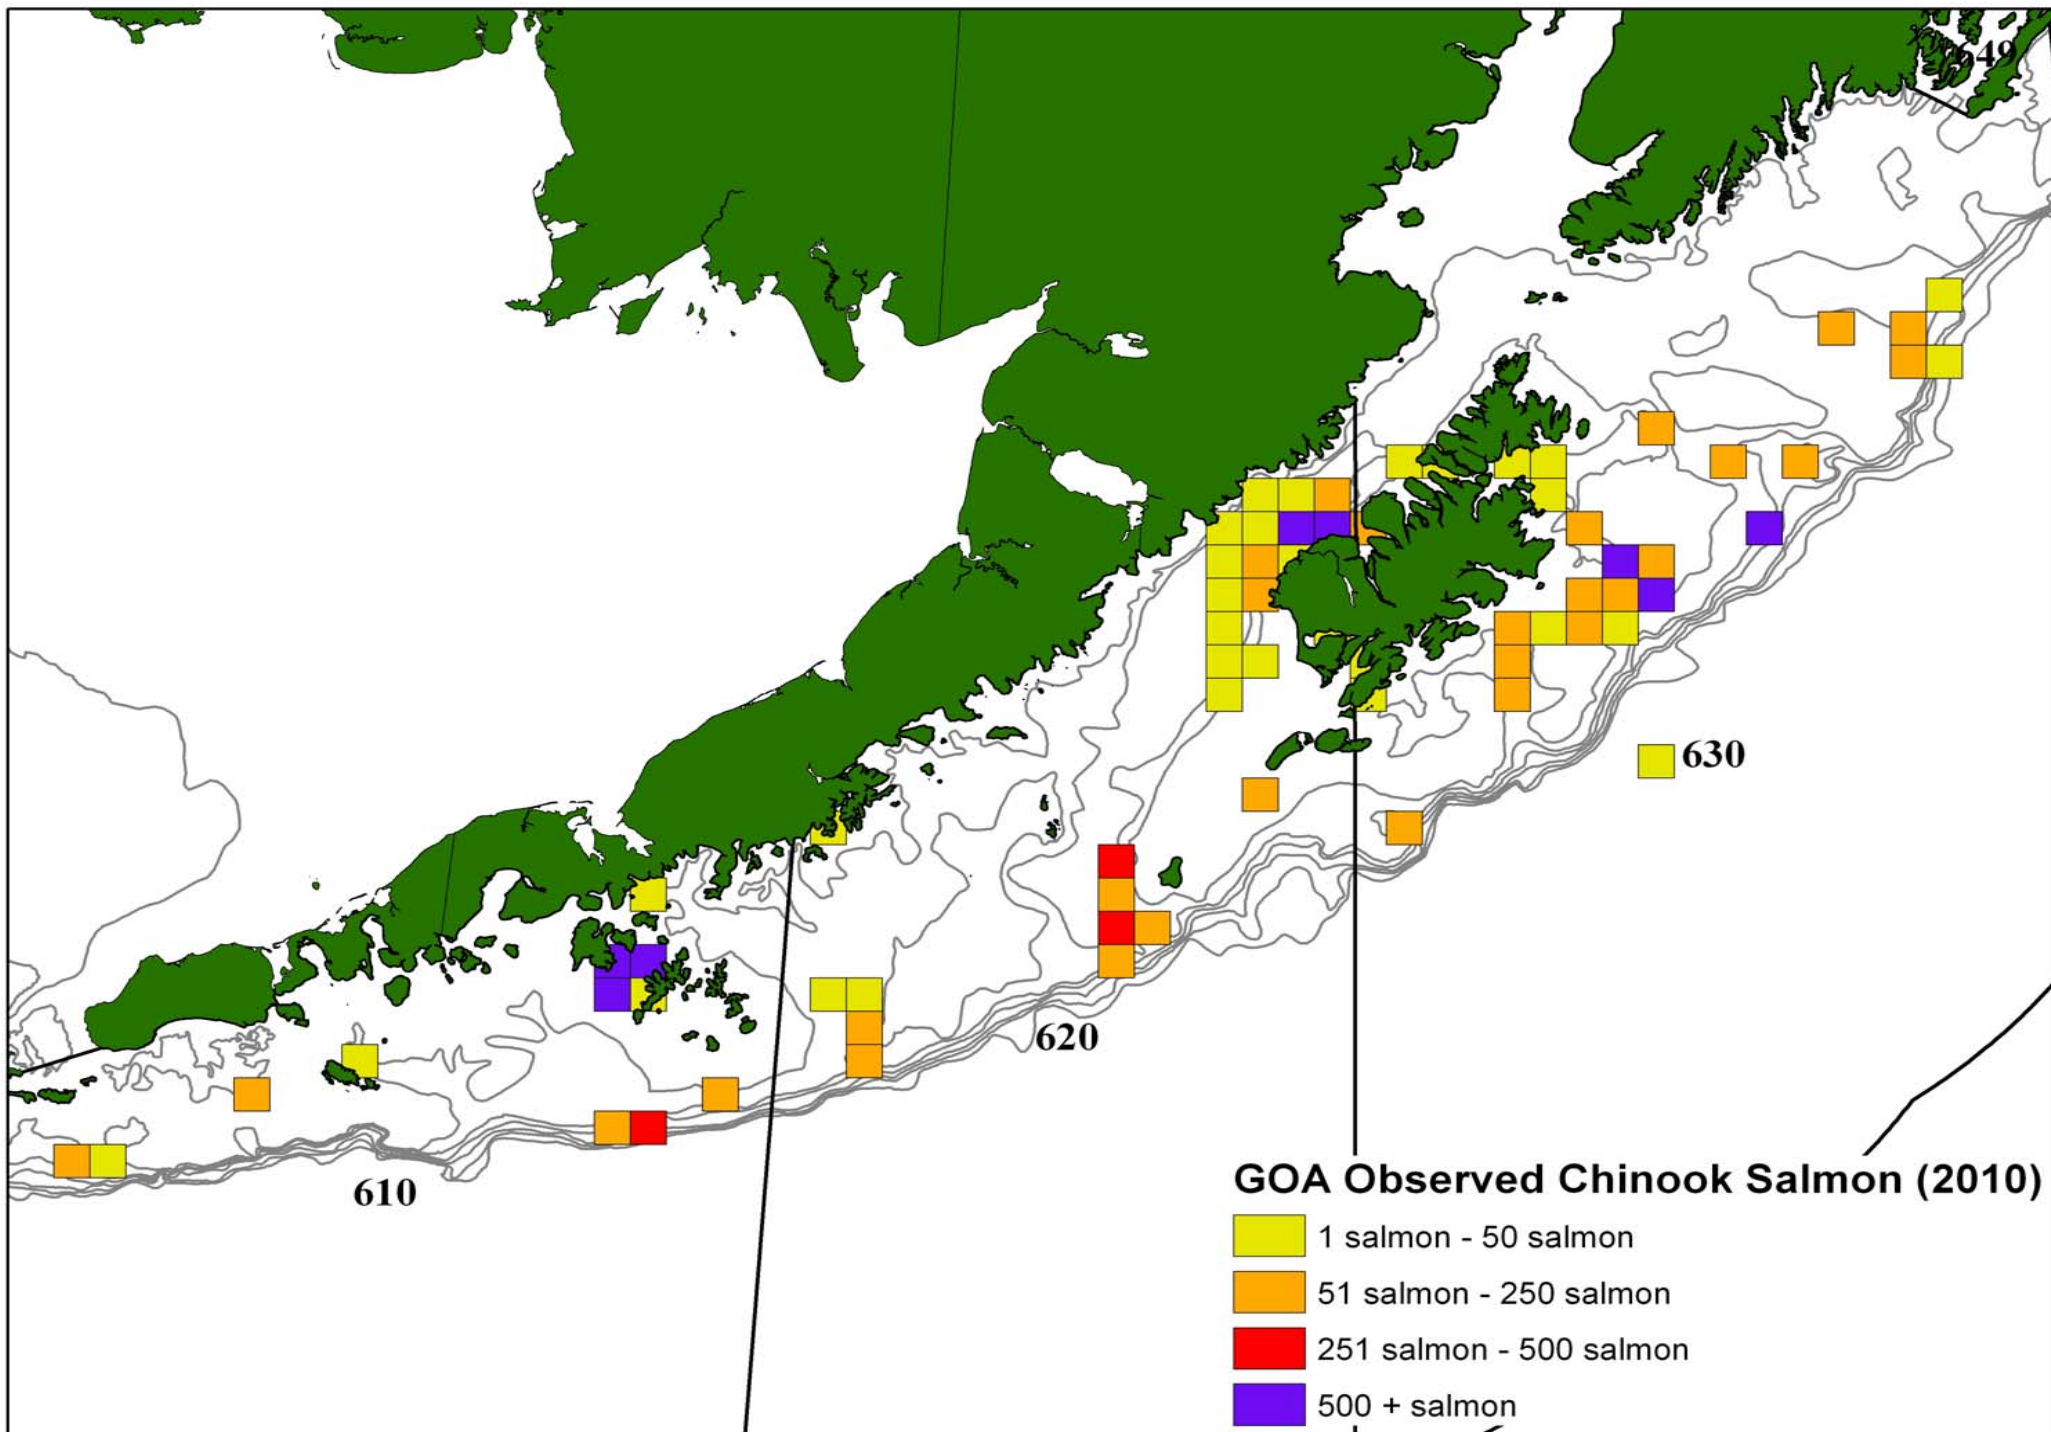 649
630
620
610
GOA Observed Chinook Salmon (2010)
1 salmon - 50 salmon
51 salmon - 250 salmon
251 salmon - 500 salmon
500 + salmon